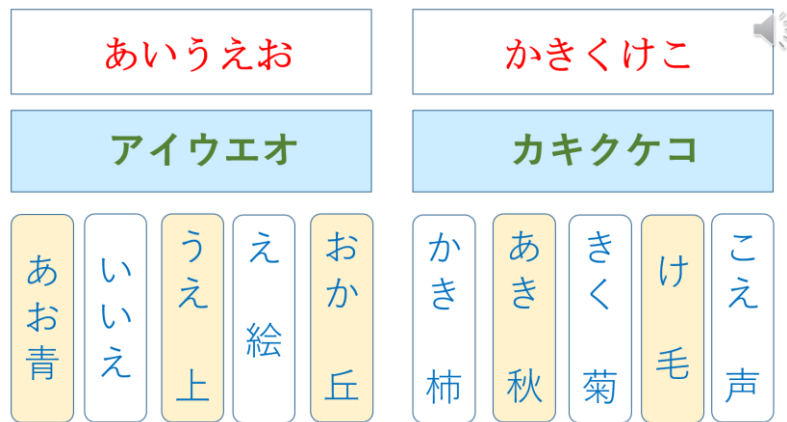 あいうえお
かきくけこ
アイウエオ
カキクケコ
あお青
いいえ
うえ 上
え 絵
おか 丘
かき 柿
あき 秋
きく 菊
け 毛
こえ 声